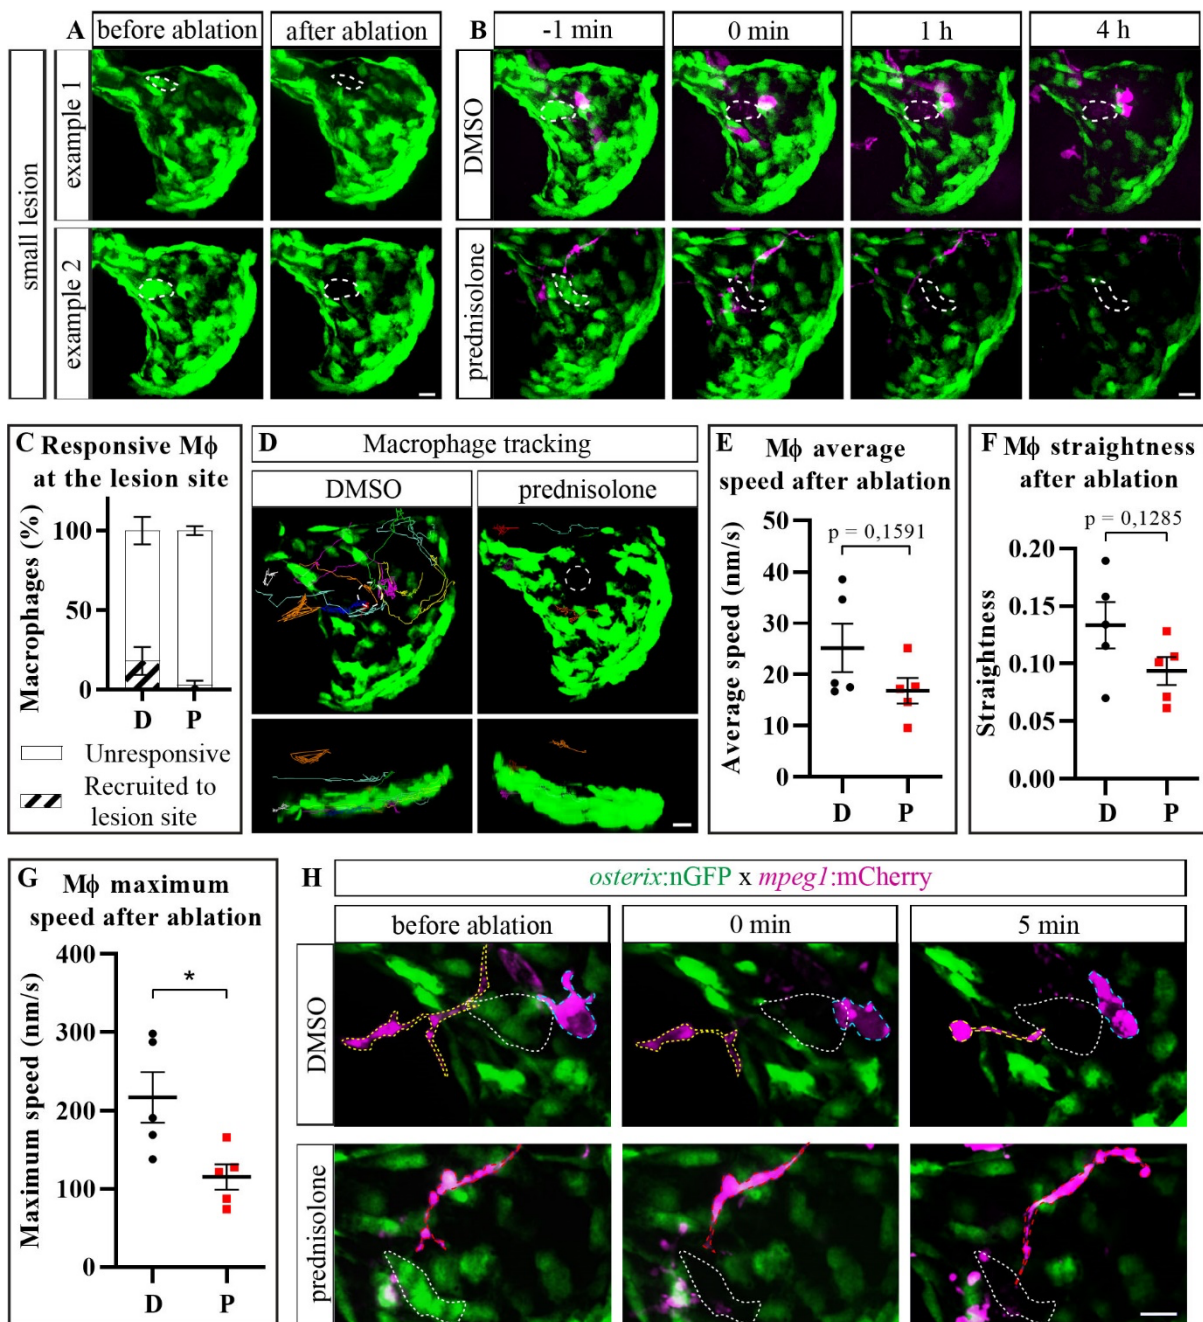 A
before ablation
after ablation
small lesion
example 1
example 2
B
-1 min
0 min
1 h
4 h
DMSO
prednisolone
C Responsive Mϕ
at the lesion site
Macrophages (%)
100
50
0
D
P
Unresponsive
Recruited to
lesion site
D
Macrophage tracking
DMSO
prednisolone
E
Mϕ average
speed after ablation
p = 0,1591
Average speed (nm/s)
50
40
30
20
10
0
D
P
F
Mϕ straightness
after ablation
p = 0,1285
Straightness
0.20
0.15
0.10
0.05
0.00
D
P
G
Mϕ maximum
speed after ablation
*
Maximum speed (nm/s)
400
300
200
100
0
D
P
H
osterix:nGFP x mpeg1:mCherry
before ablation
0 min
5 min
DMSO
prednisolone